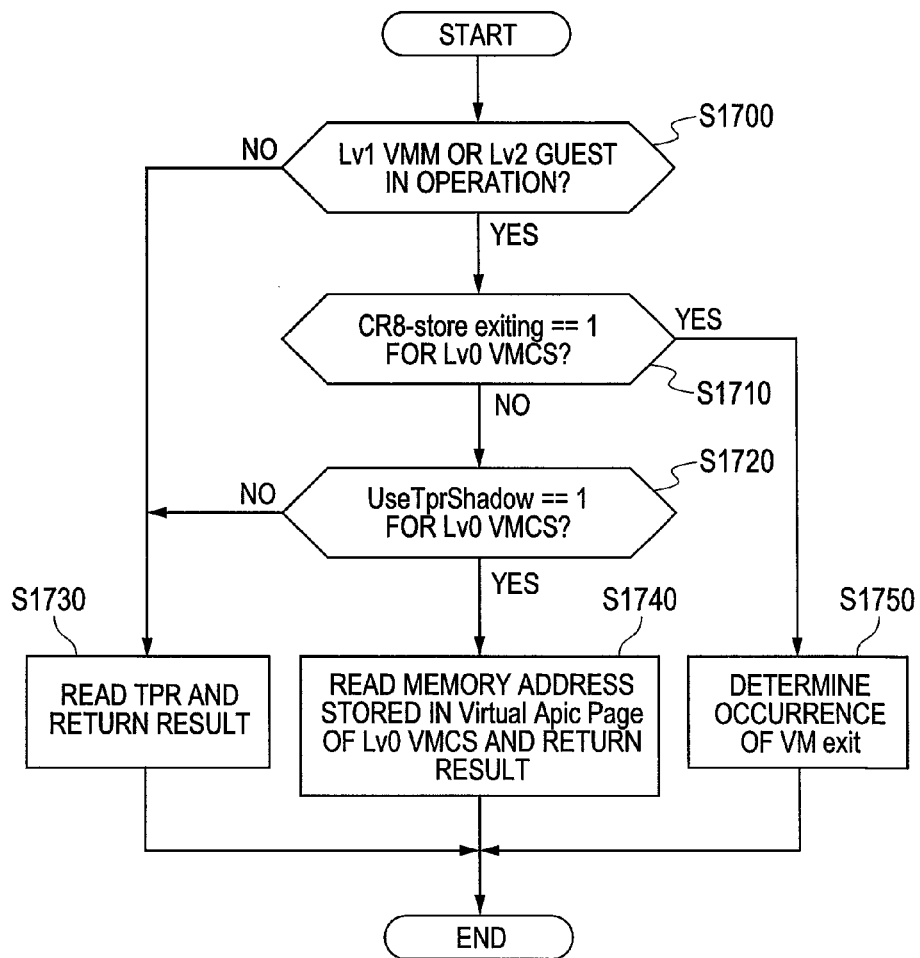 START
S1700
NO
Lv1 VMM OR Lv2 GUEST
IN OPERATION?
YES
CR8-store exiting == 1
FOR Lv0 VMCS?
YES
S1710
NO
S1720
NO
UseTprShadow == 1
FOR Lv0 VMCS?
YES
S1730
S1740
S1750
READ TPR AND
RETURN RESULT
READ MEMORY ADDRESS
STORED IN Virtual Apic Page
OF Lv0 VMCS AND RETURN
RESULT
DETERMINE
OCCURRENCE
OF VM exit
END